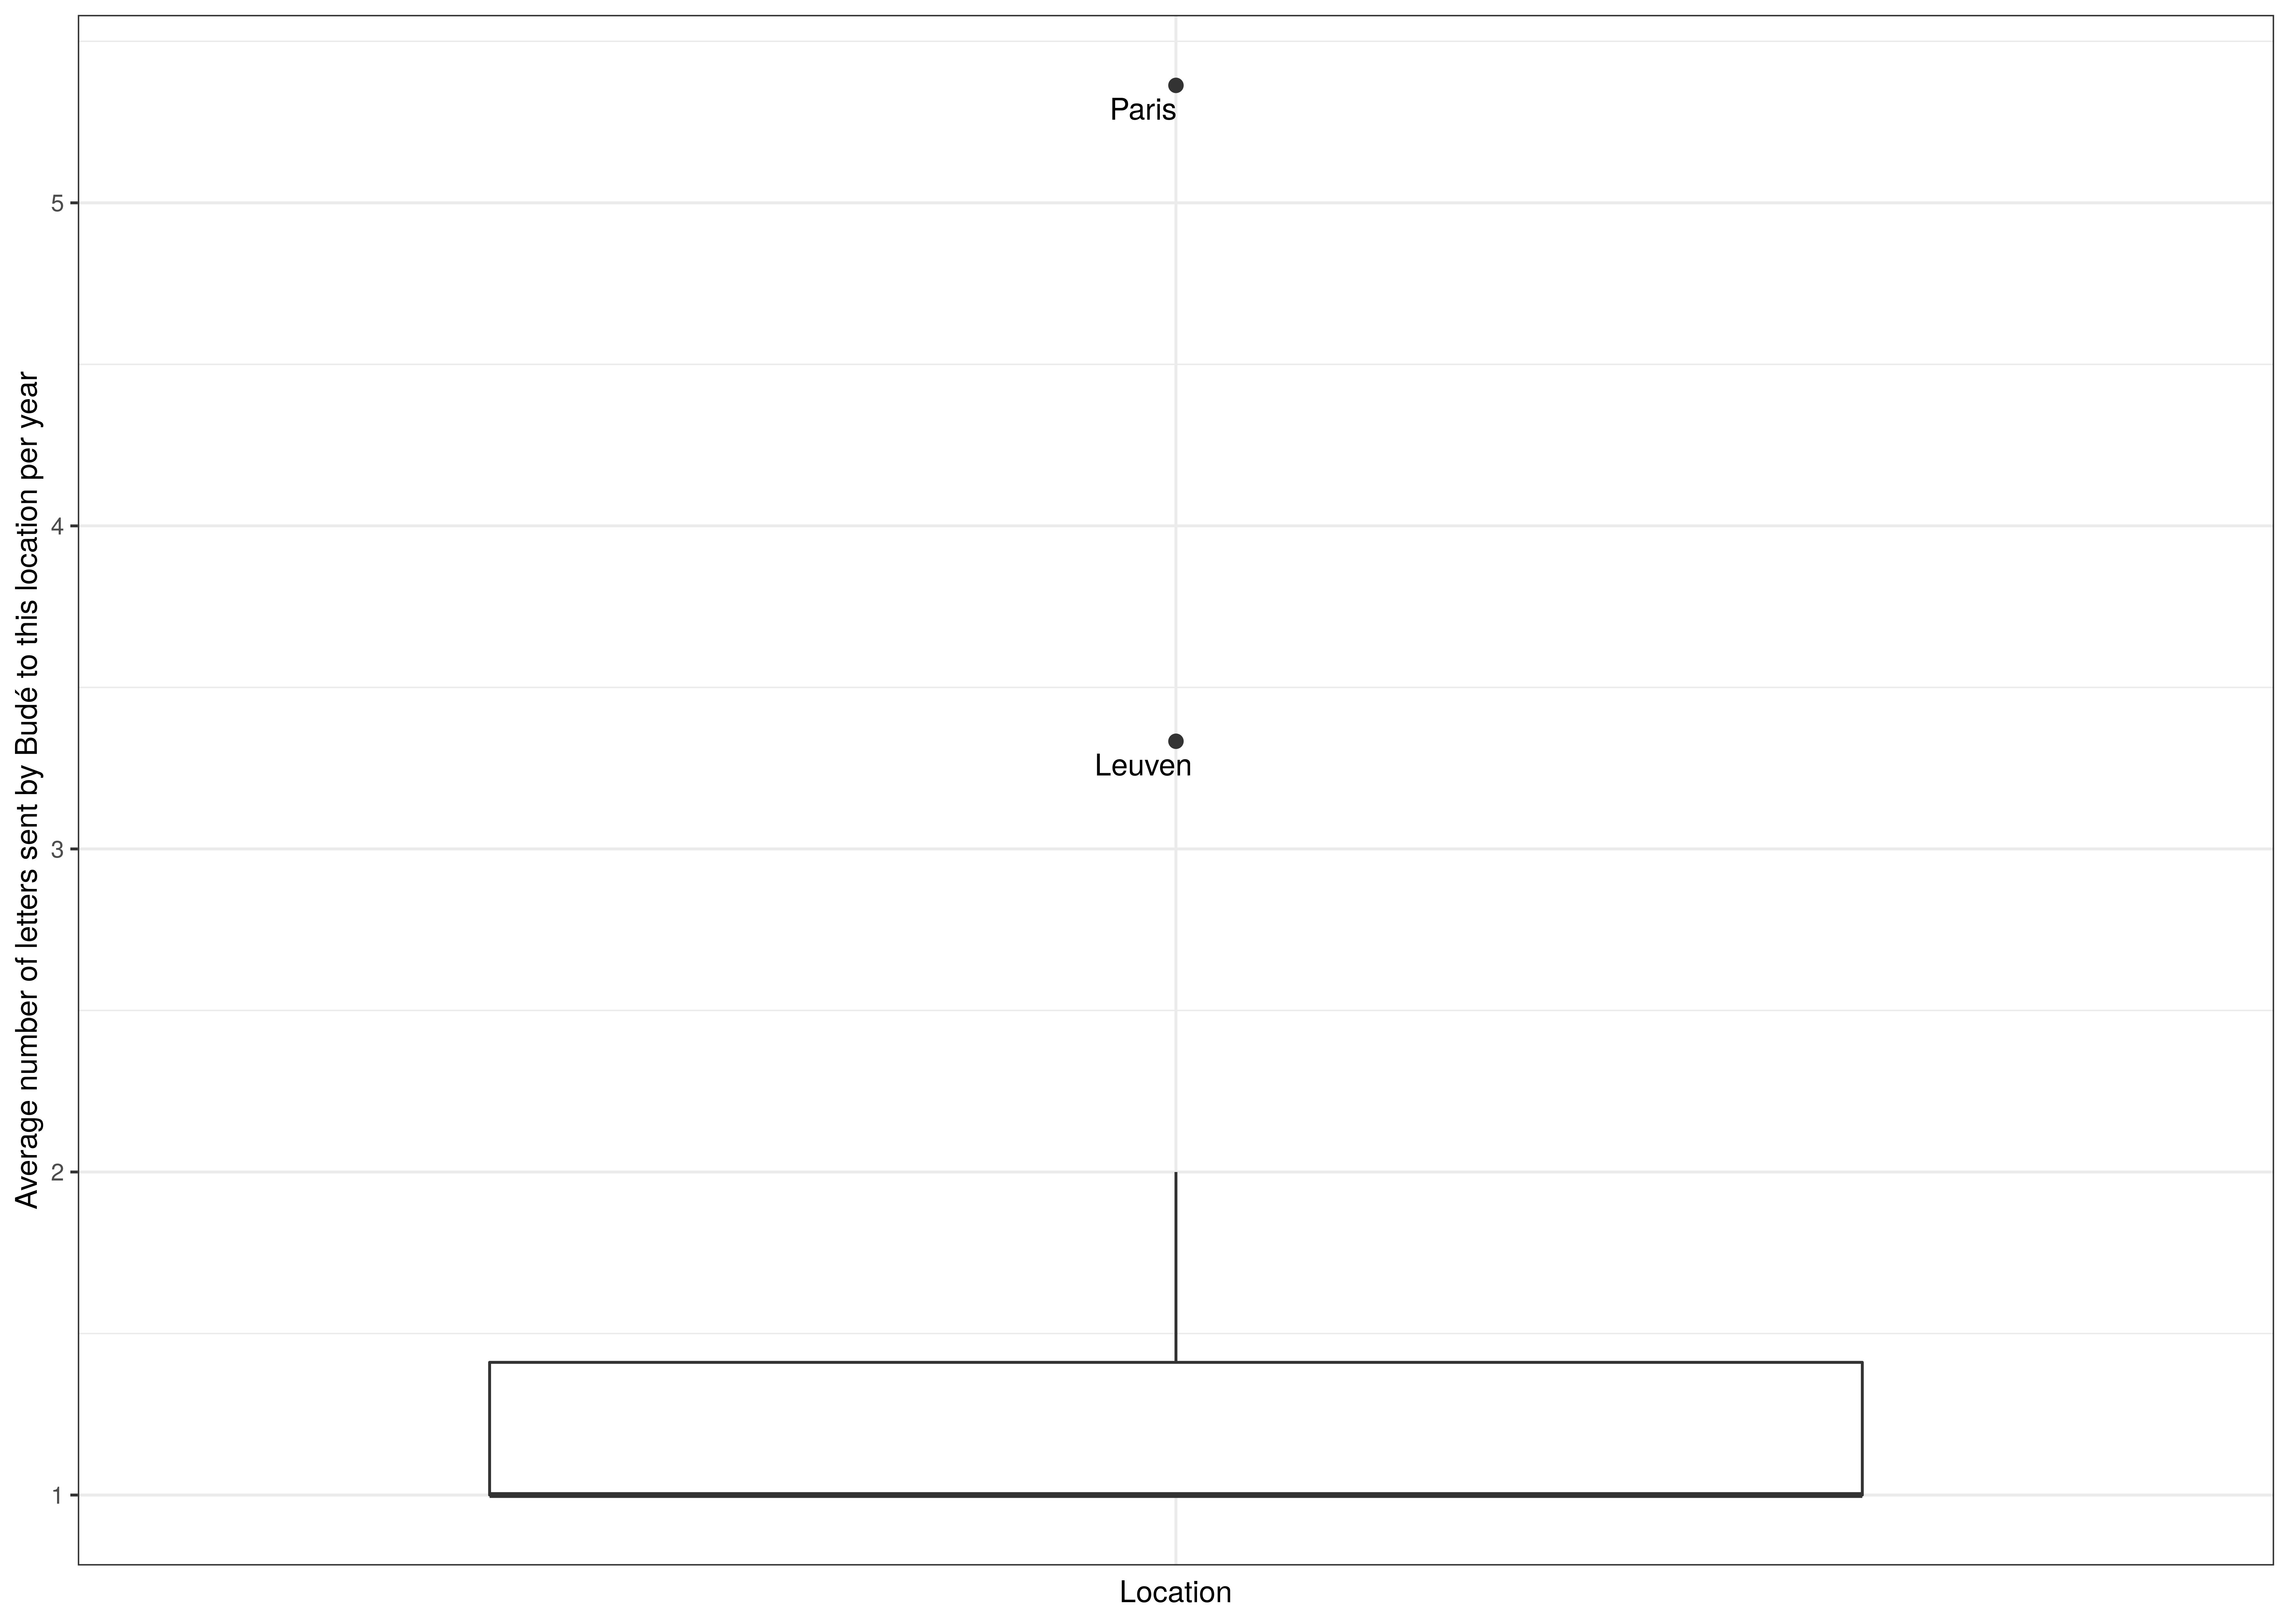 Average number of letters sent by Budé to this location per year
5
4
3
2
1
Paris
Leuven
Location